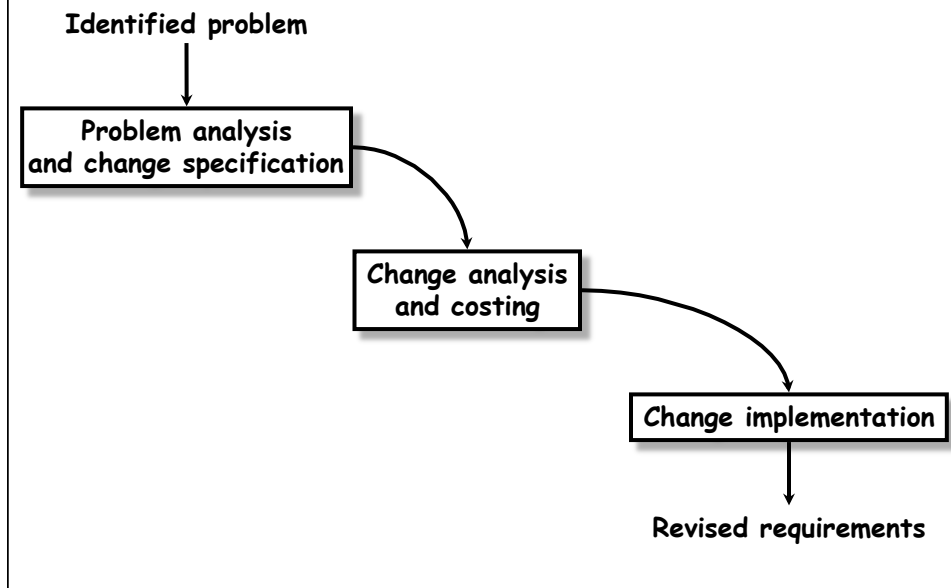 Identified problem
Problem analysis
and change specification
Change analysis
and costing
Change implementation
Revised requirements